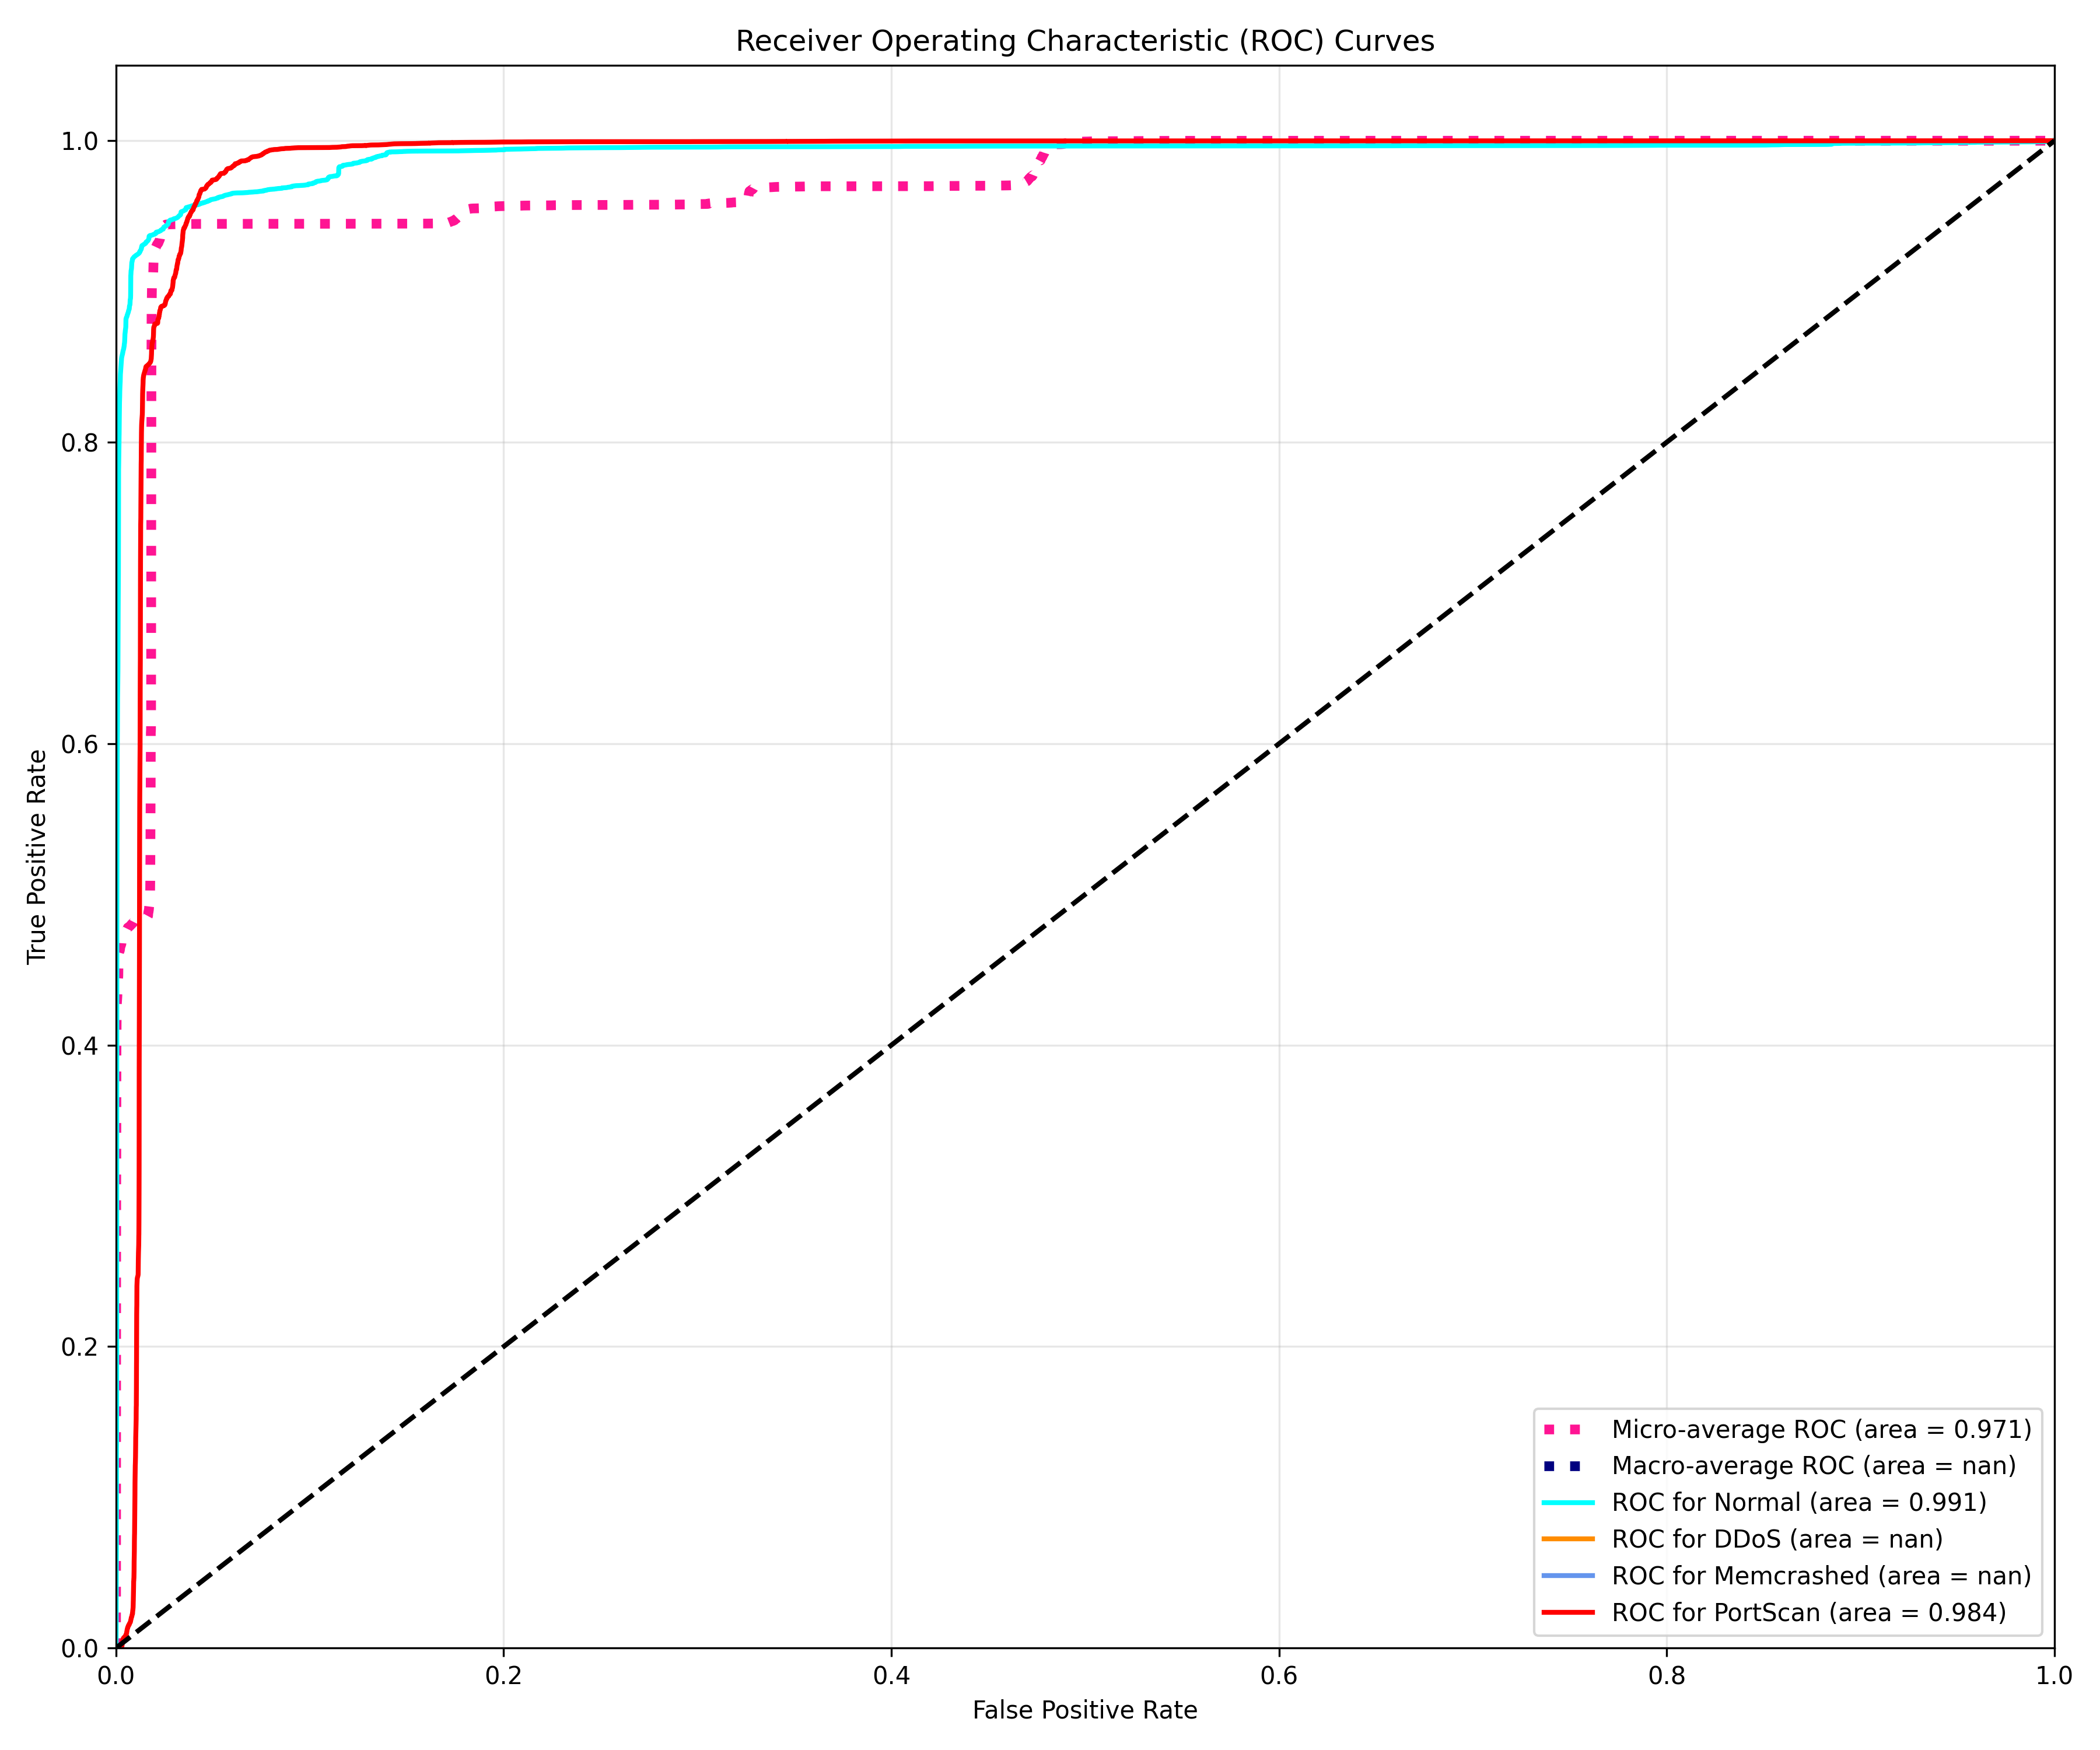 Receiver Operating Characteristic (ROC) Curves
True Positive Rate
1.0
0.8
0.6
0.4
0.2
0.0
0.0 0.2 0.4 0.6 0.8 1.0
False Positive Rate
Micro-average ROC (area = 0.971)
Macro-average ROC (area = nan)
ROC for Normal (area = 0.991)
ROC for DDoS (area = nan)
ROC for Memcrashed (area = nan)
ROC for PortScan (area = 0.984)